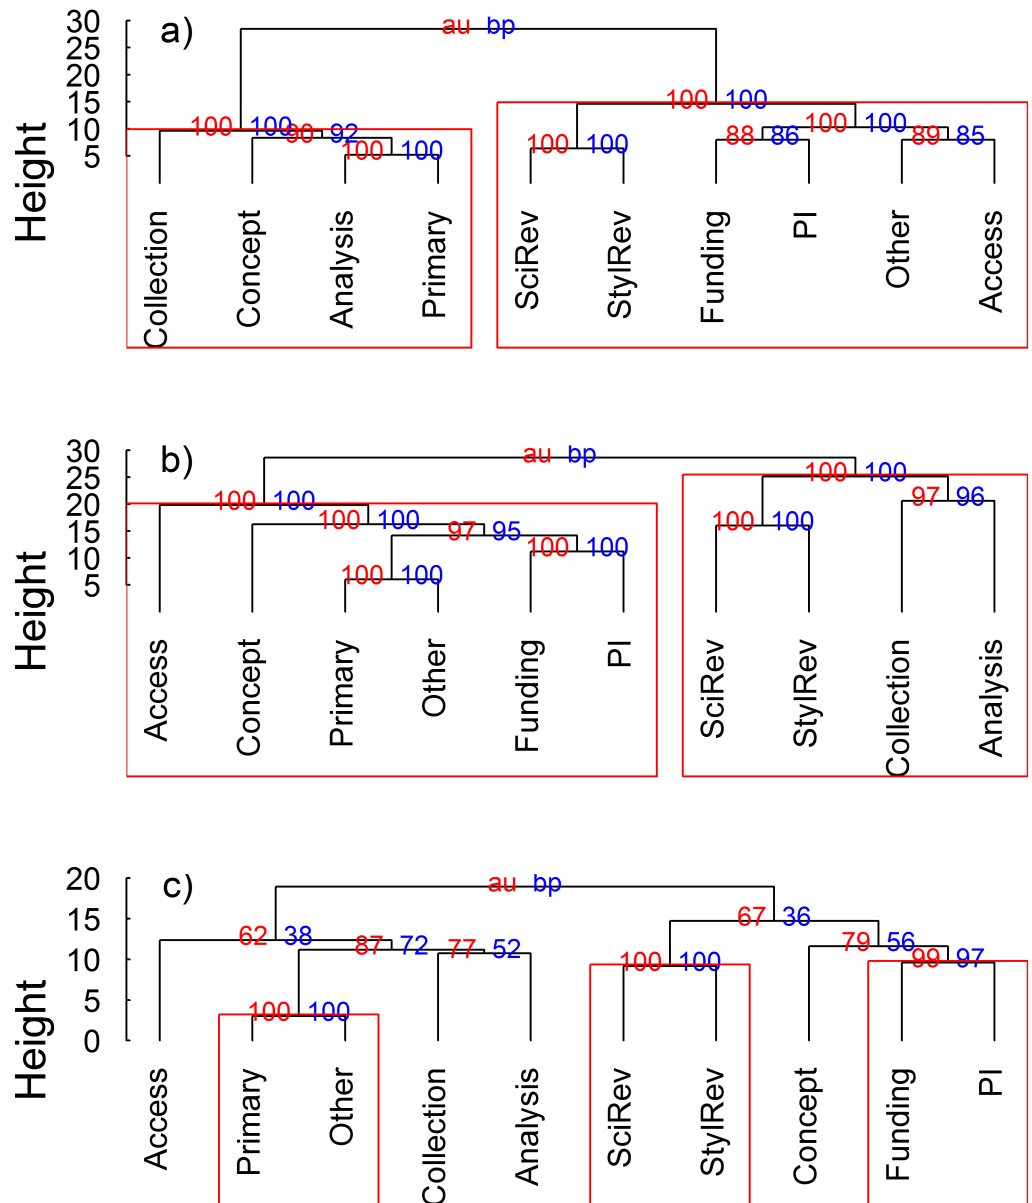 30
a)
au bp
25
20
15
100 100
10
100 100
90 92
100 100
88 86
89 85
5
100 100
100 100
Height
Collection
Concept
Analysis
Primary
SciRev
StylRev
Funding
PI
Other
Access
30
b)
au bp
25
100 100
20
100 100
97 96
15
100 100
97 95
100 100
10
100 100
5
100 100
Height
Access
Concept
Primary
Other
Funding
PI
SciRev
StylRev
Collection
Analysis
20
c)
au bp
15
67 36
62 38
87 72
77 52
79 56
10
100 100
99 97
5
100 100
0
Height
Access
Primary
Other
Collection
Analysis
SciRev
StylRev
Concept
Funding
PI